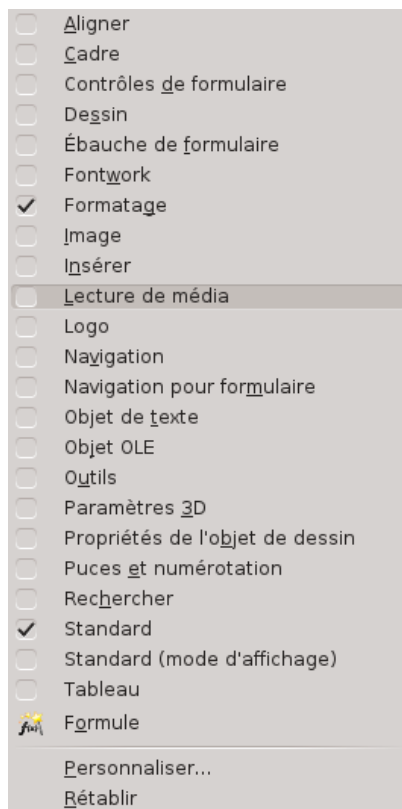 Aligner
Cadre
Contrôles de formulaire
Dessin
Ébauche de formulaire
Fontwork
Formatage
Image
Insérer
Lecture de média
Logo
Navigation
Navigation pour formulaire
Objet de texte
Objet OLE
Outils
Paramètres 3D
Propriétés de l'objet de dessin
Puces et numérotation
Rechercher
Standard
Standard (mode d'affichage)
Tableau
Formule
Personnaliser...
Rétablir